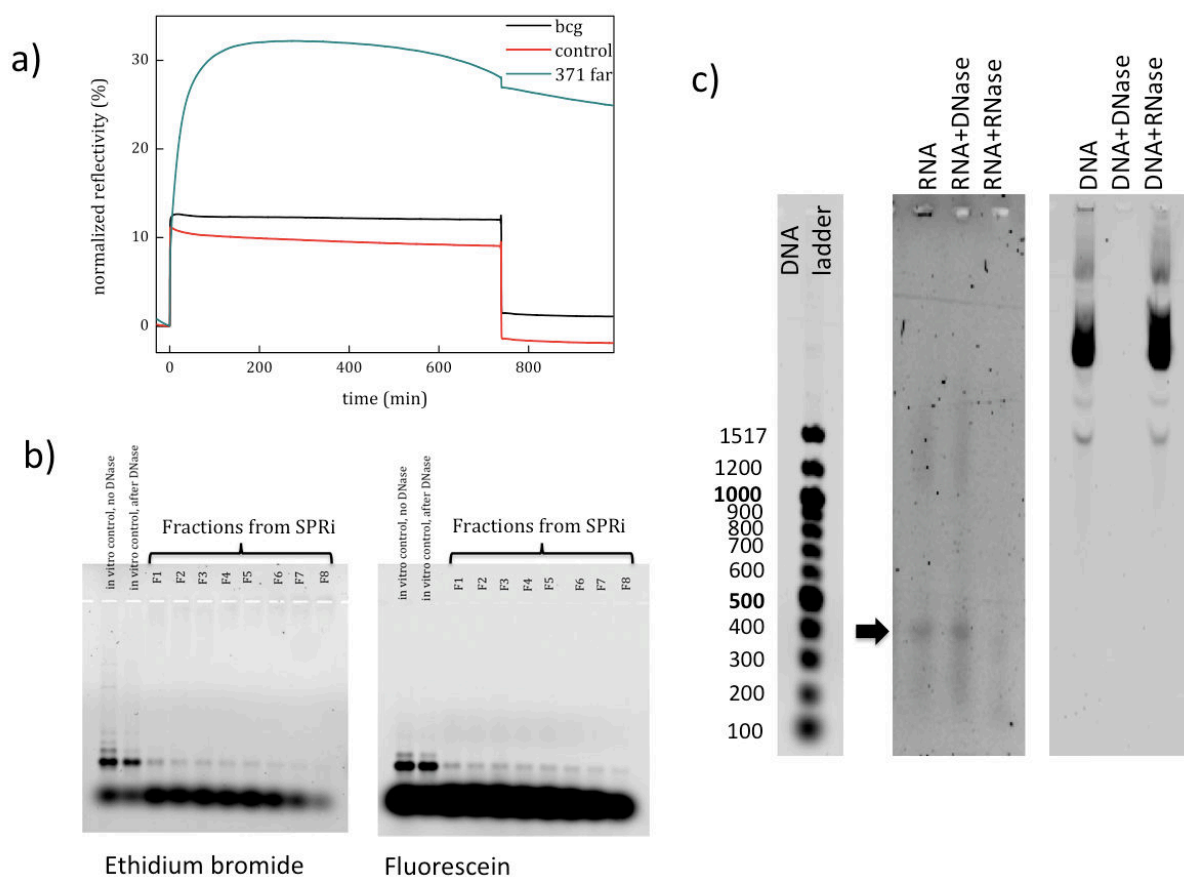 a)
normalized reflectivity (%)
30
20
10
0
bcg
control
371 far
0
200
400
600
800
time (min)
b)
in vitro control, no DNase
in vitro control, after DNase
Fractions from SPRi
F1
F2
F3
F4
F5
F6
F7
F8
Ethidium bromide
in vitro control, no DNase
in vitro control, after DNase
Fractions from SPRi
F1
F2
F3
F4
F5
F6
F7
F8
Fluorescein
c)
DNA
ladder
1517
1200
1000
900
800
700
600
500
400
300
200
100
RNA
RNA+DNase
RNA+RNase
DNA
DNA+DNase
DNA+RNase